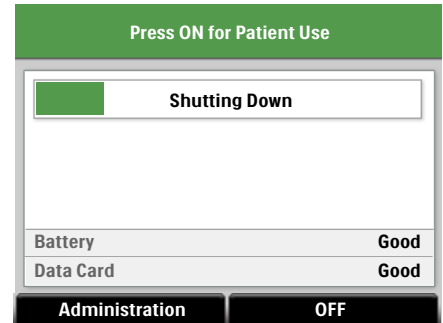 Press ON for Patient Use
Shutting Down
Battery Good
Data Card Good
Administration OFF